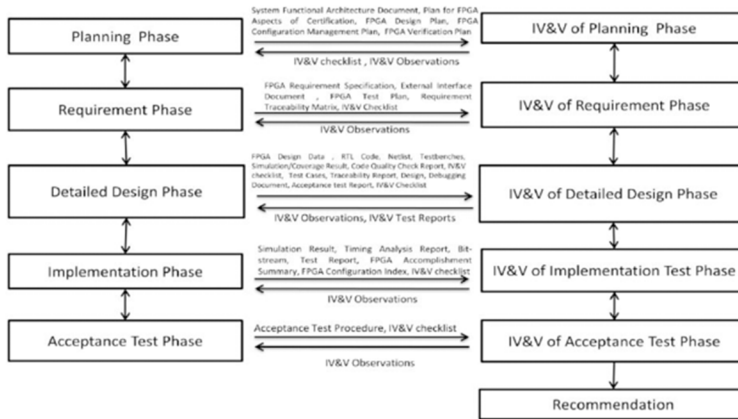 System Functional Architecture Document, Plan for FPGA
Aspects of Certification, FPGA Design Plan, FPGA
Configuration Management Plan, FPGA Verification Plan
Planning Phase
IV&V of Planning Phase
IV&V checklist , IV&V Observations
FPGA Requirement Specification, External Interface
Document , FPGA Test Plan, Requirement
Traceability Matrix, IV&V Checklist
Requirement Phase
IV&V of Requirement Phase
IV&V Observations
FPGA Design Data , RTL Code, Netlist, Testbenches,
Simulation/Coverage Result, Code Quality Check Report, IV&V
checklist, Test Cases, Traceability Report, Design, Debugging
Document, Acceptance test Report, IV&V Checklist
Detailed Design Phase
IV&V of Detailed Design Phase
IV&V Observations, IV&V Test Reports
Simulation Result, Timing Analysis Report, Bit-
stream, Test Report, FPGA Accomplishment
Summary, FPGA Configuration Index, IV&V checklist
Implementation Phase
IV&V of Implementation Test Phase
IV&V Observations
Acceptance Test Procedure, IV&V checklist
Acceptance Test Phase
IV&V of Acceptance Test Phase
IV&V Observations
Recommendation